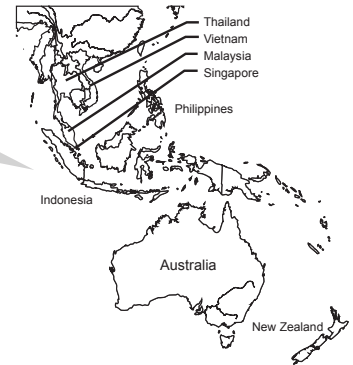 Thailand
Vietnam
Malaysia
Singapore
Philippines
Indonesia
Australia
New Zealand